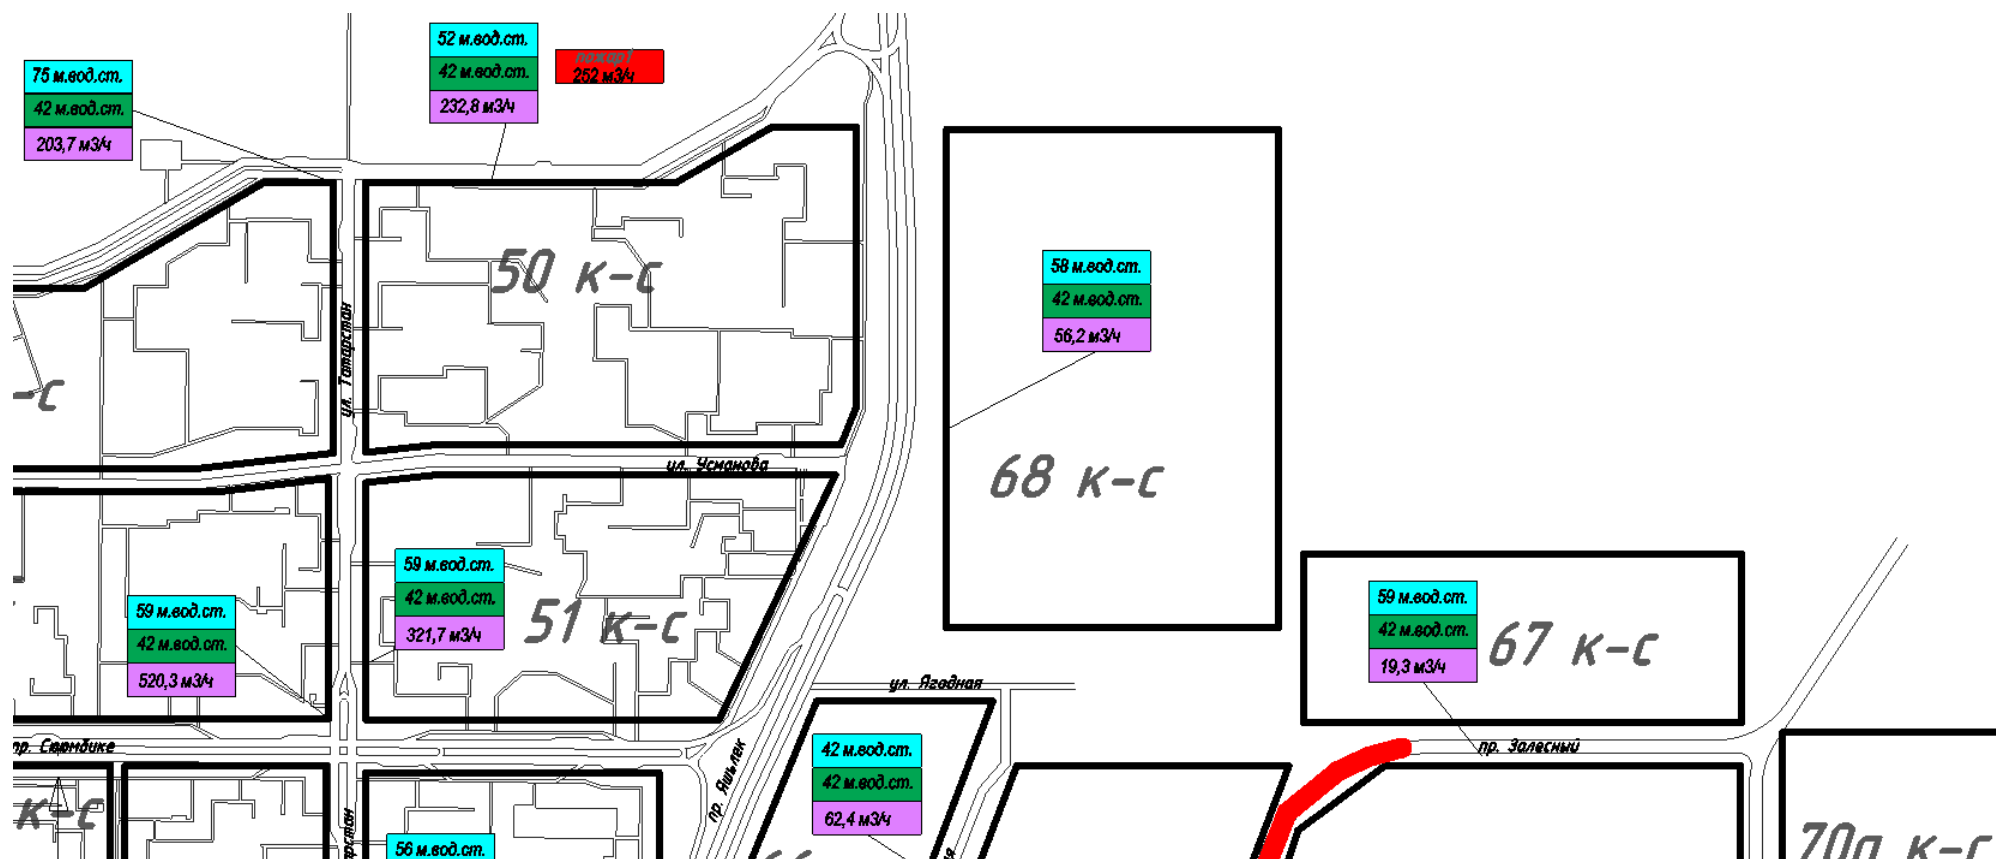 52 м.вод.ст.
42 м.вод.ст.
232,8 м3/ч
пожар1
252 м3/ч
75 м.вод.ст.
42 м.вод.ст.
203,7 м3/ч
50 к-с
58 м.вод.ст.
42 м.вод.ст.
56,2 м3/ч
ул. Татарстан
-с
ул. Усманова
68 к-с
59 м.вод.ст.
42 м.вод.ст.
321,7 м3/ч
51 к-с
59 м.вод.ст.
42 м.вод.ст.
520,3 м3/ч
59 м.вод.ст.
42 м.вод.ст.
19,3 м3/ч
67 к-с
ул. Ягодная
пр. Сюмбике
пр. Залесный
42 м.вод.ст.
42 м.вод.ст.
62,4 м3/ч
пр. Яшьлек
к-с
56 м.вод.ст.
70а к-с